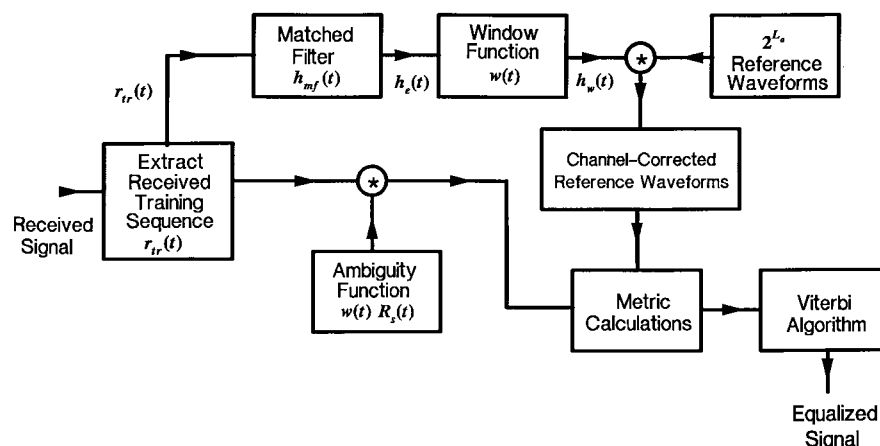 Matched
Filter
h_mf(t)
Window
Function
w(t)
2^{L_o}
Reference
Waveforms
r_tr(t)
h_e(t)
h_w(t)
*
Extract
Received
Training
Sequence
r_tr(t)
Received
Signal
*
Channel-Corrected
Reference Waveforms
Ambiguity
Function
w(t) R_s(t)
Metric
Calculations
Viterbi
Algorithm
Equalized
Signal